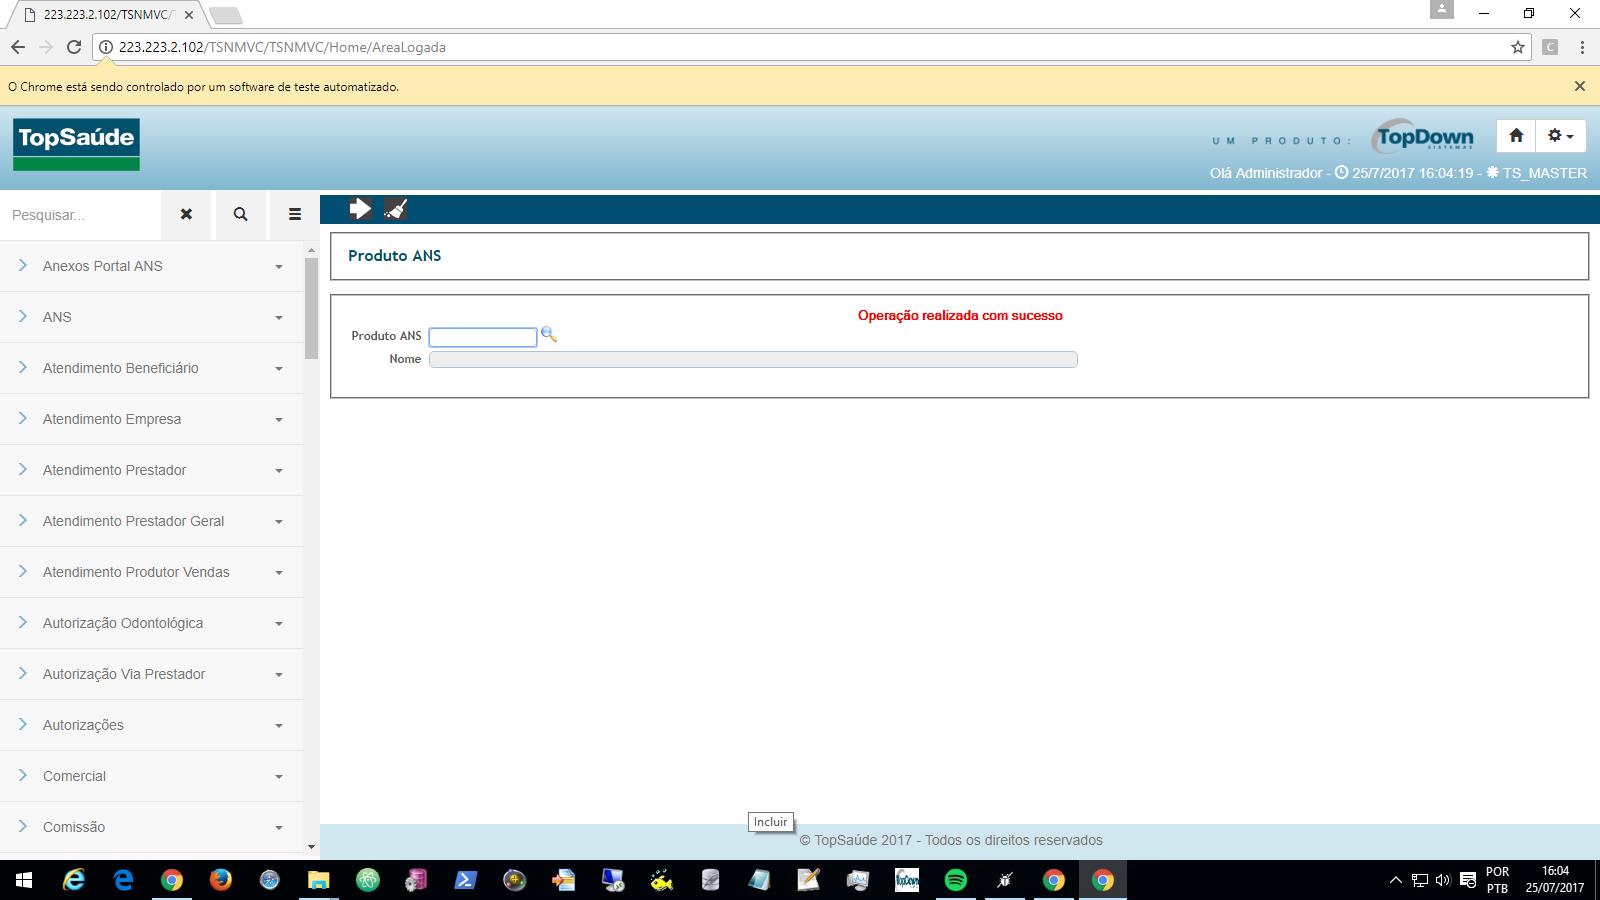 223.223.2.102/TSNMVC/
223.223.2.102/TSNMVC/TSNMVC/Home/AreaLogada
C
O Chrome está sendo controlado por um software de teste automatizado.
TopSaúde
UM PRODUTO:
TopDown
SISTEMAS
Olá Administrador - 25/7/2017 16:04:19 - TS_MASTER
Pesquisar...
Anexos Portal ANS
ANS
Atendimento Beneficiário
Atendimento Empresa
Atendimento Prestador
Atendimento Prestador Geral
Atendimento Produtor Vendas
Autorização Odontológica
Autorização Via Prestador
Autorizações
Comercial
Comissão
Produto ANS
Operação realizada com sucesso
Produto ANS
Nome
Incluir
© TopSaúde 2017 - Todos os direitos reservados
TopDown
POR
PTB
16:04
25/07/2017